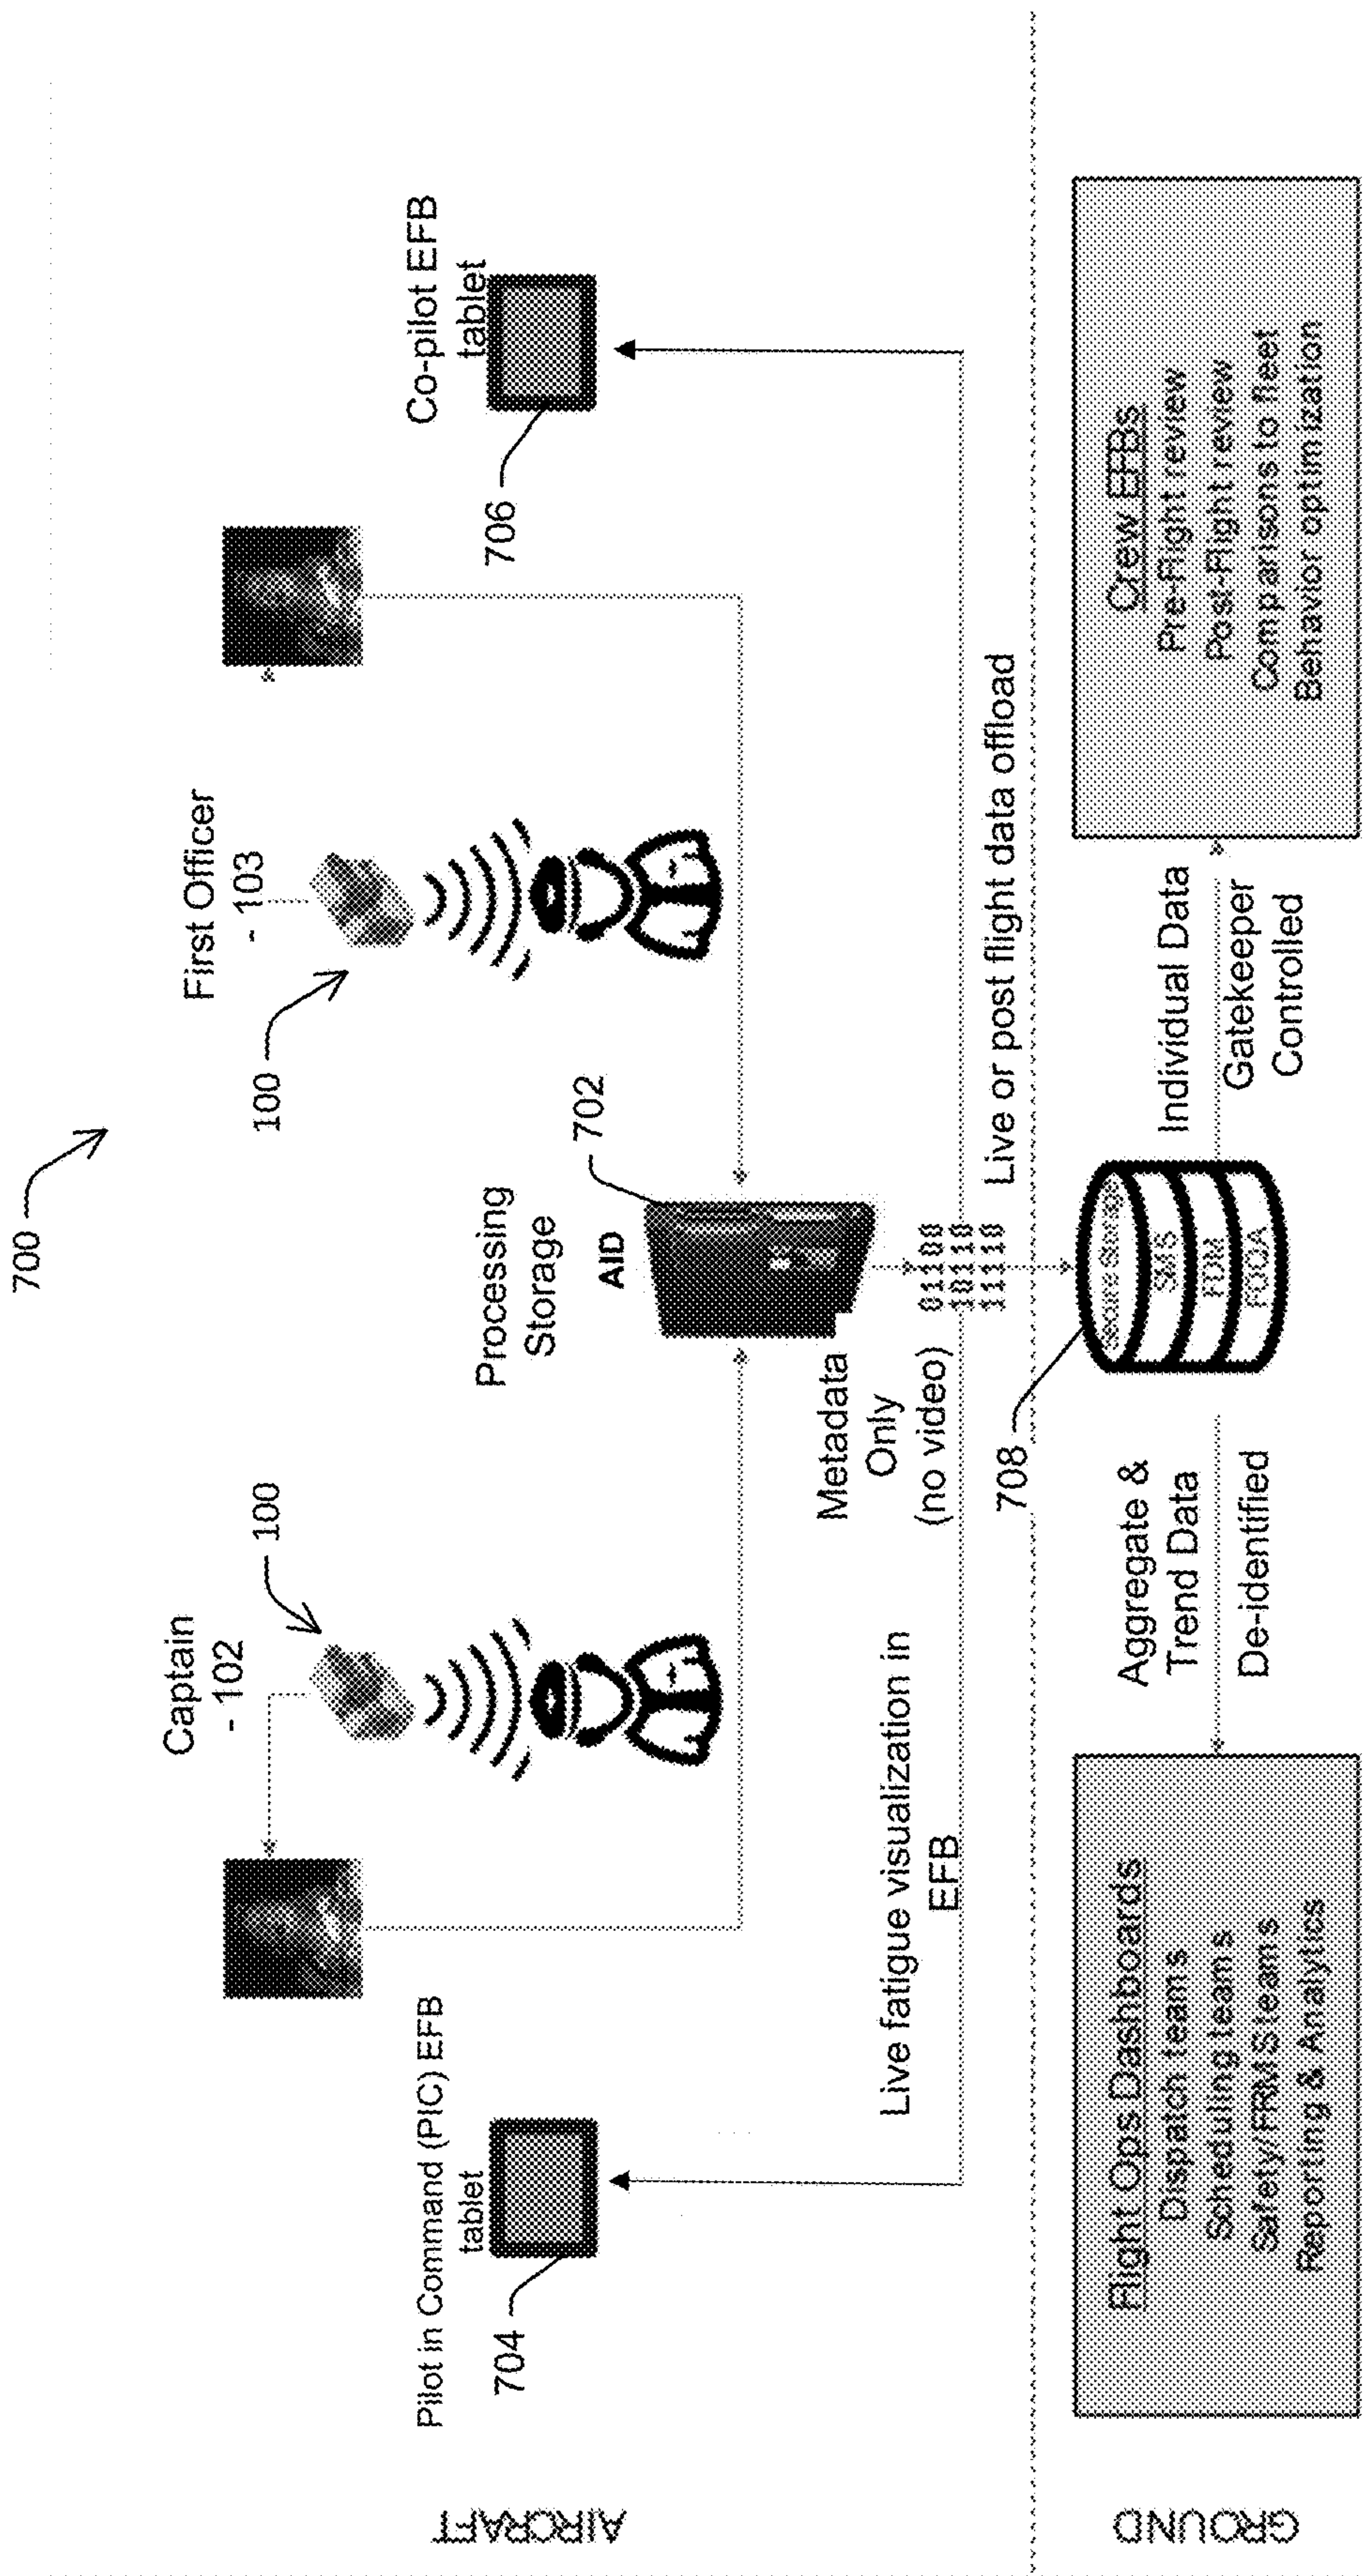 700
Captain
- 102
100
First Officer
- 103
100
Pilot in Command (PIC) EFB
tablet
704
Processing
Storage
AID
702
Co-pilot EFB
tablet
706
Metadada
Only
(no video)
01100
10110
11110
Live fatigue visualization in
EFB
Live or post flight data offload
AIRCRAFT
GROUND
708
Secure Storage
SMS
FDM
FOQA
Aggregate &
Trend Data
De-identified
Individual Data
Gatekeeper
Controlled
Flight Ops Dashboards
Dispatch teams
Scheduling teams
Safety/FRMS teams
Reporting & Analytics
Crew EFBs
Pre-Flight review
Post-Flight review
Comparisons to fleet
Behavior optimization